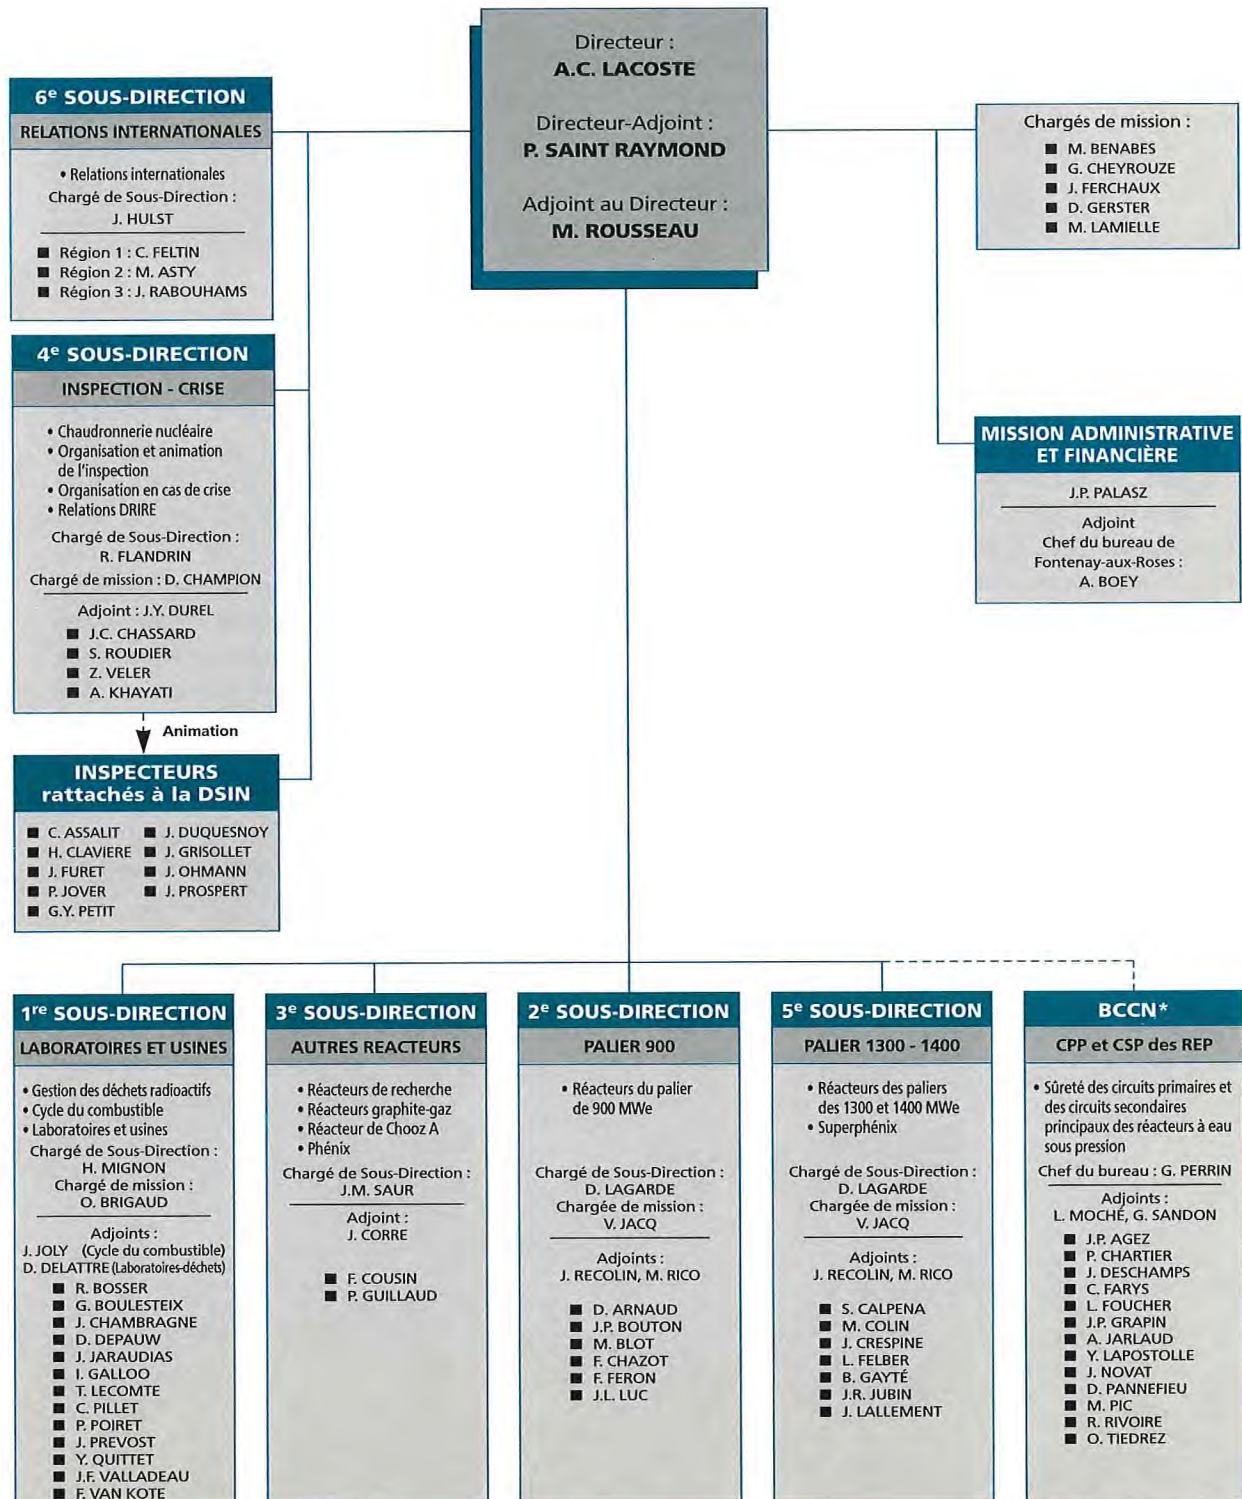 Directeur :
A.C. LACOSTE
Directeur-Adjoint :
P. SAINT RAYMOND
Adjoint au Directeur :
M. ROUSSEAU
6e SOUS-DIRECTION
RELATIONS INTERNATIONALES
• Relations internationales
Chargé de Sous-Direction :
J. HULST
■ Région 1 : C. FELTIN
■ Région 2 : M. ASTY
■ Région 3 : J. RABOUHAMS
Chargés de mission :
■ M. BENABES
■ G. CHEYROUZE
■ J. FERCHAUX
■ D. GERSTER
■ M. LAMIELLE
4e SOUS-DIRECTION
INSPECTION - CRISE
• Chaudronnerie nucléaire
• Organisation et animation
de l'inspection
• Organisation en cas de crise
• Relations DRIRE
Chargé de Sous-Direction :
R. FLANDRIN
Chargé de mission : D. CHAMPION
Adjoint : J.Y. DUREL
■ J.C. CHASSARD
■ S. ROUDIER
■ Z. VELER
■ A. KHAYATI
MISSION ADMINISTRATIVE
ET FINANCIÈRE
J.P. PALASZ
Adjoint
Chef du bureau de
Fontenay-aux-Roses :
A. BOEY
Animation
INSPECTEURS
rattachés à la DSIN
■ C. ASSALIT ■ J. DUQUESNOY
■ H. CLAVIERE ■ J. GRISOLLET
■ J. FURET ■ J. OHMANN
■ P. JOVER ■ J. PROSPERT
■ G.Y. PETIT
1re SOUS-DIRECTION
LABORATOIRES ET USINES
• Gestion des déchets radioactifs
• Cycle du combustible
• Laboratoires et usines
Chargé de Sous-Direction :
H. MIGNON
Chargé de mission :
O. BRIGAUD
Adjoints :
J. JOLY (Cycle du combustible)
D. DELATTRE (Laboratoires-déchets)
■ R. BOSSER
■ G. BOULESTEIX
■ J. CHAMBRAGNE
■ D. DEPAUW
■ J. JARAUDIAS
■ I. GALLOO
■ T. LECOMTE
■ C. PILLET
■ P. POIRET
■ J. PREVOST
■ Y. QUITTET
■ J.F. VALLADEAU
■ F. VAN KOTE
3e SOUS-DIRECTION
AUTRES REACTEURS
• Réacteurs de recherche
• Réacteurs graphite-gaz
• Réacteur de Chooz A
• Phénix
Chargé de Sous-Direction :
J.M. SAUR
Adjoint :
J. CORRE
■ F. COUSIN
■ P. GUILLAUD
2e SOUS-DIRECTION
PALIER 900
• Réacteurs du palier
de 900 MWe
Chargé de Sous-Direction :
D. LAGARDE
Chargée de mission :
V. JACQ
Adjoints :
J. RECOLIN, M. RICO
■ D. ARNAUD
■ J.P. BOUTON
■ M. BLOT
■ F. CHAZOT
■ F. FERON
■ J.L. LUC
5e SOUS-DIRECTION
PALIER 1300 - 1400
• Réacteurs des paliers
des 1300 et 1400 MWe
• Superphénix
Chargé de Sous-Direction :
D. LAGARDE
Chargée de mission :
V. JACQ
Adjoints :
J. RECOLIN, M. RICO
■ S. CALPENA
■ M. COLIN
■ J. CRESPINE
■ L. FELBER
■ B. GAYTÉ
■ J.R. JUBIN
■ J. LALLEMENT
BCCN*
CPP et CSP des REP
• Sûreté des circuits primaires et
des circuits secondaires
principaux des réacteurs à eau
sous pression
Chef du bureau : G. PERRIN
Adjoints :
L. MOCHÉ, G. SANDON
■ J.P. AGEZ
■ P. CHARTIER
■ J. DESCHAMPS
■ C. FARYS
■ L. FOUCHER
■ J.P. GRAPIN
■ A. JARLAUD
■ Y. LAPOSTOLLE
■ J. NOVAT
■ D. PANNEFIEU
■ M. PIC
■ R. RIVOIRE
■ O. TIEDREZ